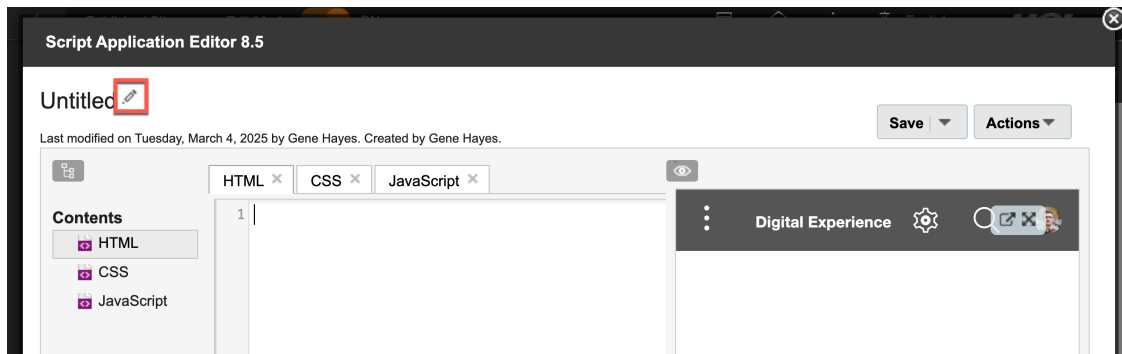 Script Application Editor 8.5
Untitled
Last modified on Tuesday, March 4, 2025 by Gene Hayes. Created by Gene Hayes.
Save
Actions
HTML
CSS
JavaScript
Contents
HTML
CSS
JavaScript
1
Digital Experience